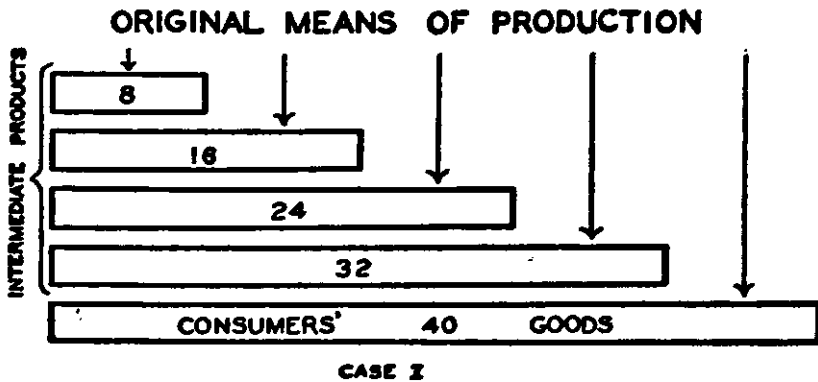 ORIGINAL MEANS OF PRODUCTION
INTERMEDIATE PRODUCTS
8
16
24
32
CONSUMERS' 40 GOODS
CASE I